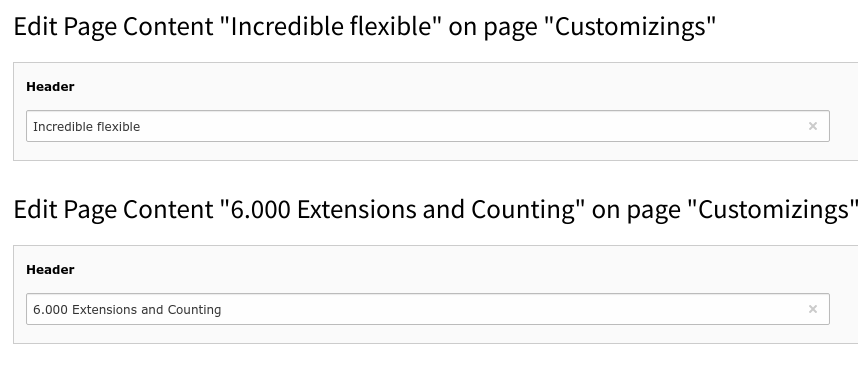 Edit Page Content "Incredible flexible" on page "Customizings"
Header
Incredible flexible
Edit Page Content "6.000 Extensions and Counting" on page "Customizings"
Header
6.000 Extensions and Counting